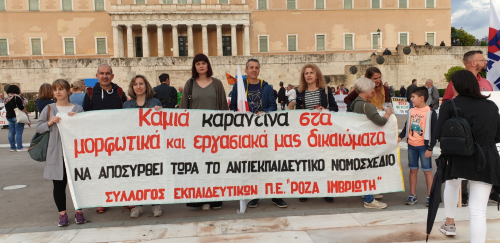 Καμιά καραντίνα στα
μορφωτικά και εργασιακά μας δικαιώματα
ΝΑ ΑΠΟΣΥΡΘΕΙ ΤΩΡΑ ΤΟ ΑΝΤΙΕΚΠΑΙΔΕΥΤΙΚΟ ΝΟΜΟΣΧΕΔΙΟ
ΣΥΛΛΟΓΟΣ ΕΚΠΑΙΔΕΥΤΙΚΩΝ Π.Ε. "ΡΟΖΑ ΙΜΒΡΙΩΤΗ"